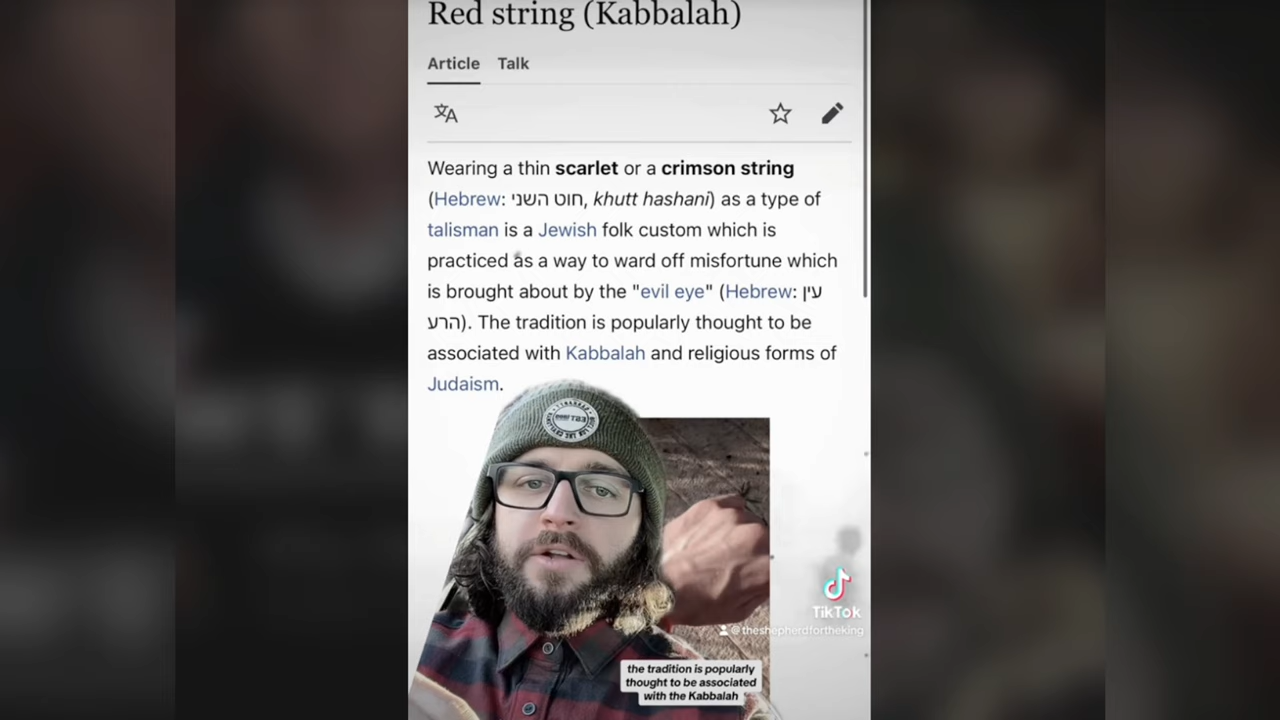 Red string (Kabbalah)
Article Talk
Wearing a thin scarlet or a crimson string
(Hebrew: חוט השני, khutt hashani) as a type of
talisman is a Jewish folk custom which is
practiced as a way to ward off misfortune which
is brought about by the "evil eye" (Hebrew: עין
הרע). The tradition is popularly thought to be
associated with Kabbalah and religious forms of
Judaism.
TikTok
@theshepherdfortheking
the tradition is popularly
thought to be associated
with the Kabbalah